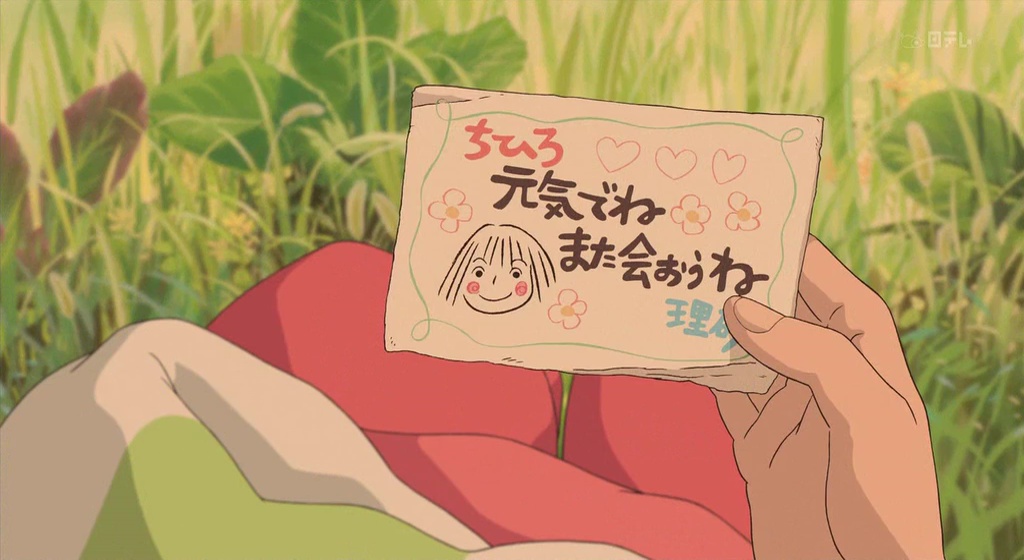 日テレ
ちひろ
元気でね
また会おうね
理